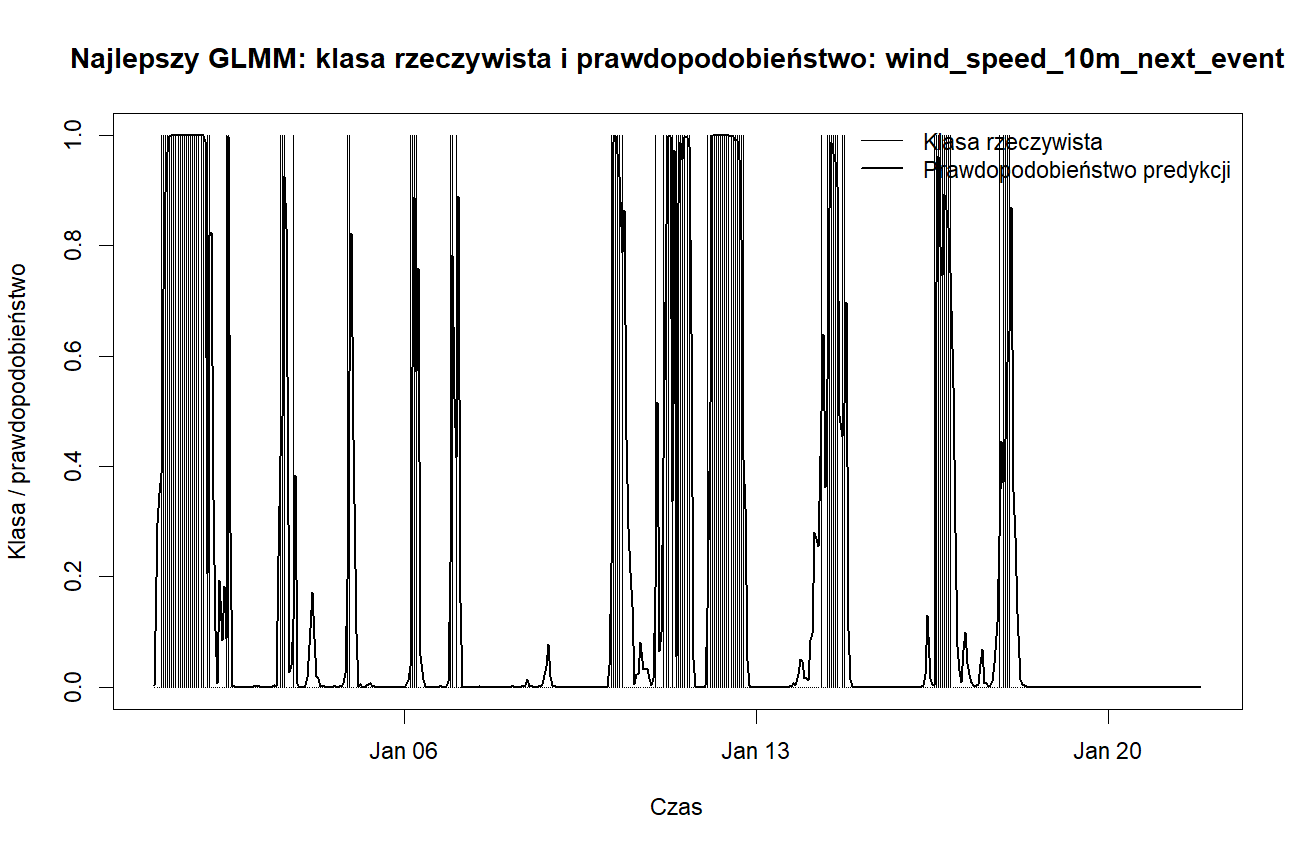 Najlepszy GLMM: klasa rzeczywista i prawdopodobieństwo: wind_speed_10m_next_event
Klasa rzeczywista
Prawdopodobieństwo predykcji
Klasa / prawdopodobieństwo
1.0
0.8
0.6
0.4
0.2
0.0
Jan 06
Jan 13
Jan 20
Czas